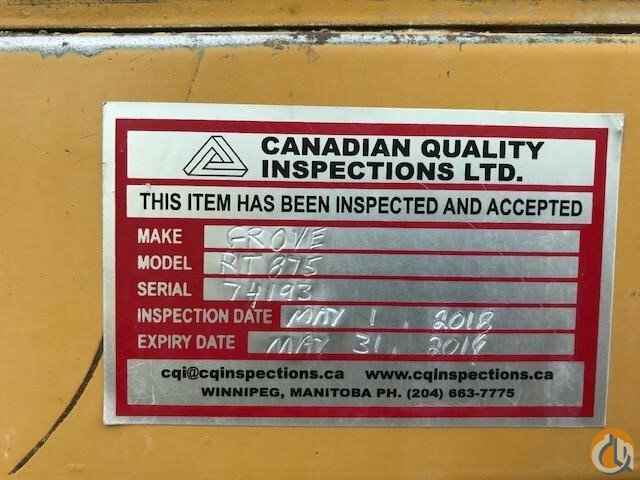 CANADIAN QUALITY
INSPECTIONS LTD.
THIS ITEM HAS BEEN INSPECTED AND ACCEPTED
MAKE GROVE
MODEL RT 875
SERIAL 74193
INSPECTION DATE MAY 1, 2018
EXPIRY DATE MAY 31, 2019
cqi@cqinspections.ca www.cqinspections.ca
WINNIPEG, MANITOBA PH. (204) 663-7775